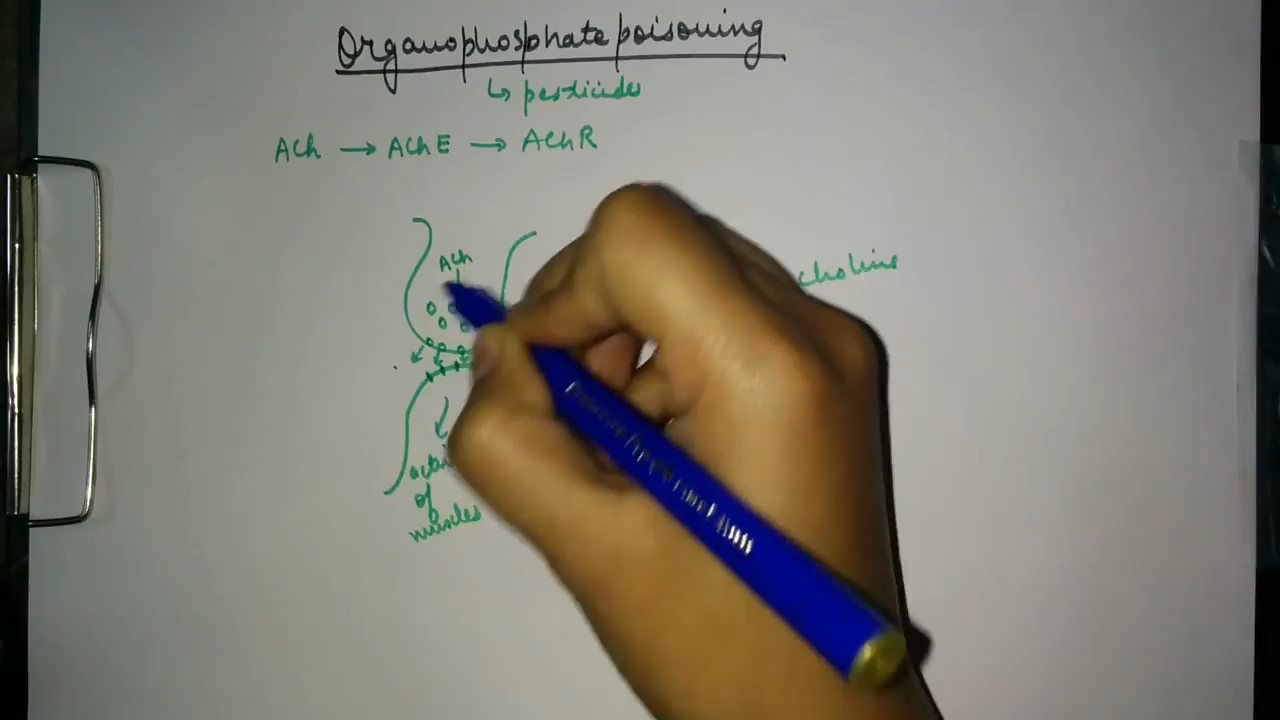 Organophosphate poisoning
↳ pesticides
ACh → AChE → AChR
ACh
choline
of
muscles